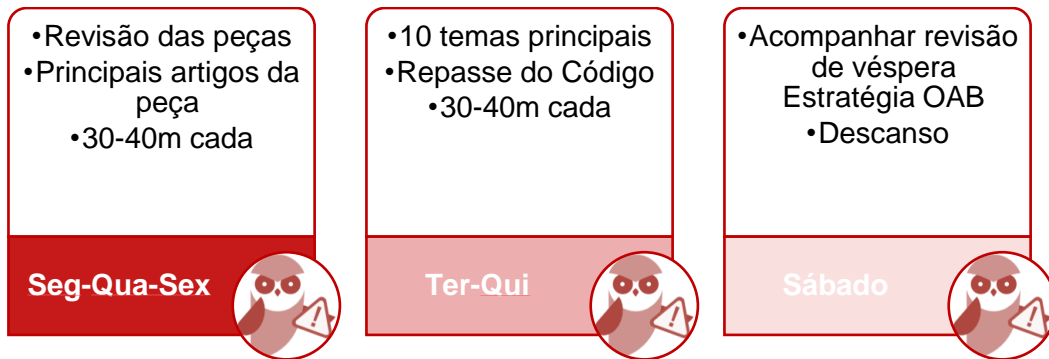 •Revisão das peças
•Principais artigos da
peça
•30-40m cada
Seg-Qua-Sex
•10 temas principais
•Repasse do Código
•30-40m cada
Ter-Qui
•Acompanhar revisão
de véspera
Estratégia OAB
•Descanso
Sábado